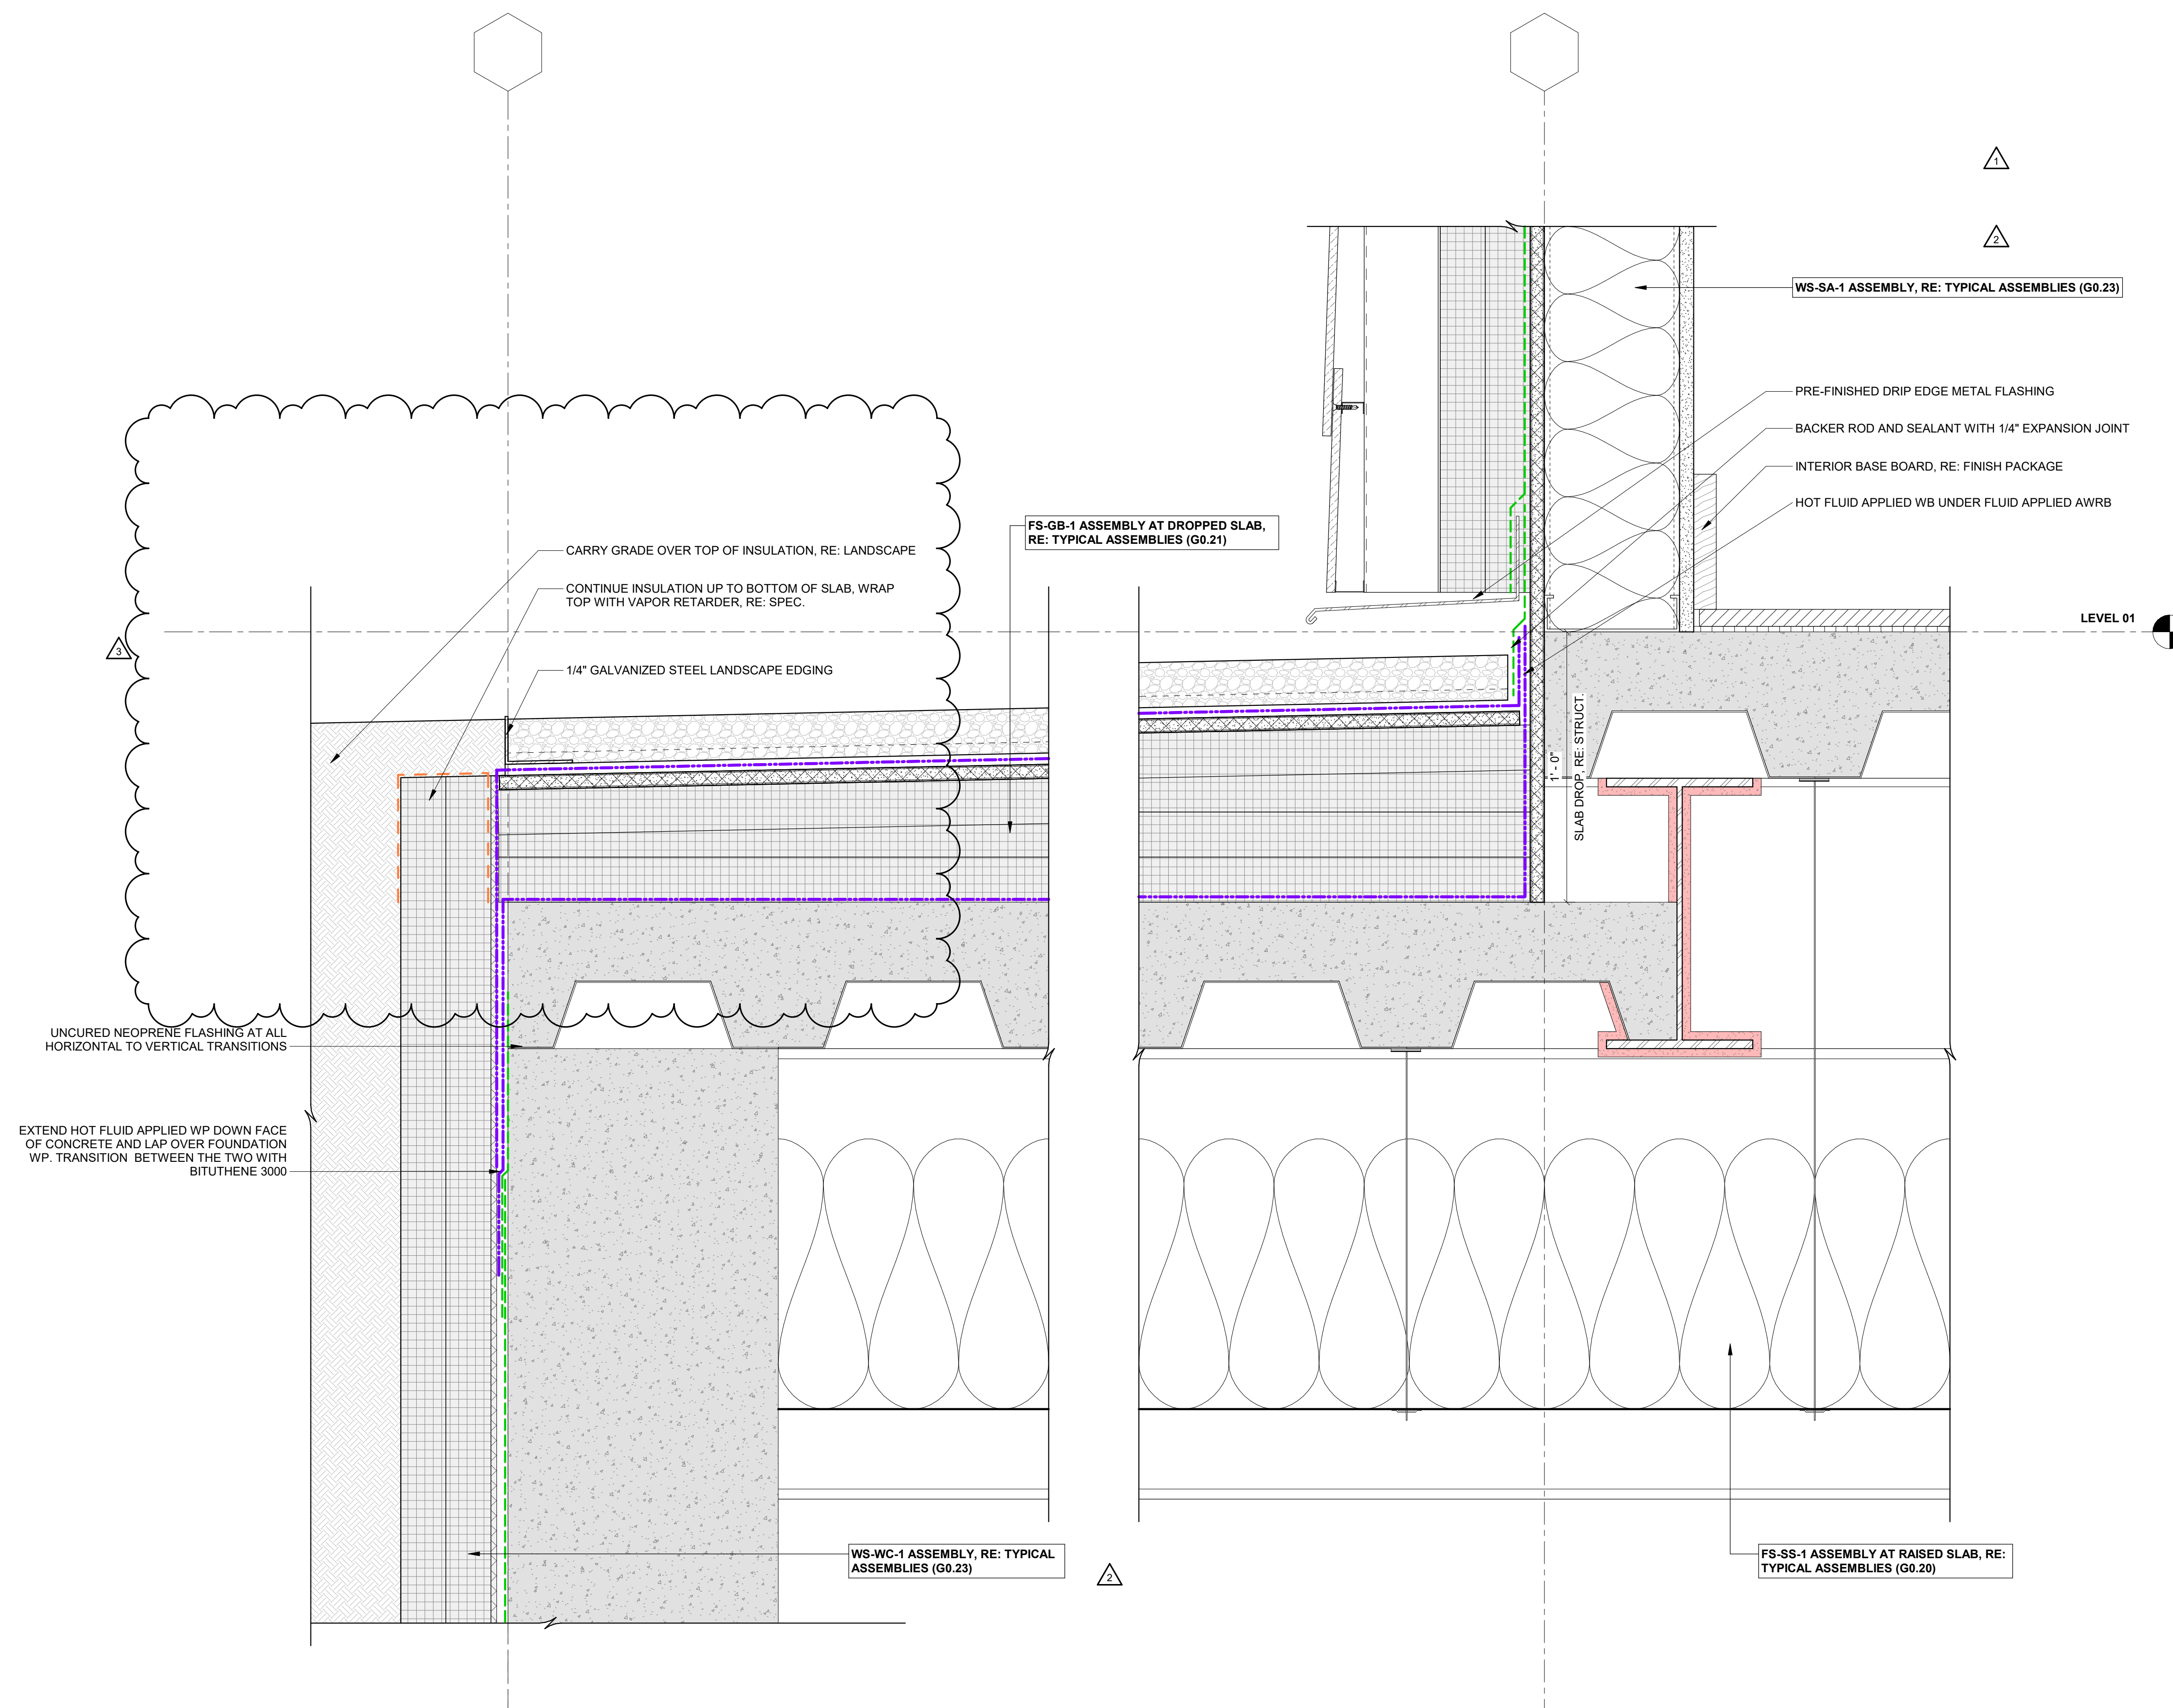 1
2
WS-SA-1 ASSEMBLY, RE: TYPICAL ASSEMBLIES (G0.23)
PRE-FINISHED DRIP EDGE METAL FLASHING
BACKER ROD AND SEALANT WITH 1/4" EXPANSION JOINT
INTERIOR BASE BOARD, RE: FINISH PACKAGE
HOT FLUID APPLIED WB UNDER FLUID APPLIED AWRB
FS-GB-1 ASSEMBLY AT DROPPED SLAB,
RE: TYPICAL ASSEMBLIES (G0.21)
CARRY GRADE OVER TOP OF INSULATION, RE: LANDSCAPE
CONTINUE INSULATION UP TO BOTTOM OF SLAB, WRAP
TOP WITH VAPOR RETARDER, RE: SPEC.
LEVEL 01
3
1/4" GALVANIZED STEEL LANDSCAPE EDGING
1' - 0"
SLAB DROP, RE: STRUCT.
UNCURED NEOPRENE FLASHING AT ALL
HORIZONTAL TO VERTICAL TRANSITIONS
EXTEND HOT FLUID APPLIED WP DOWN FACE
OF CONCRETE AND LAP OVER FOUNDATION
WP. TRANSITION BETWEEN THE TWO WITH
BITUTHENE 3000
WS-WC-1 ASSEMBLY, RE: TYPICAL
ASSEMBLIES (G0.23)
2
FS-SS-1 ASSEMBLY AT RAISED SLAB, RE:
TYPICAL ASSEMBLIES (G0.20)